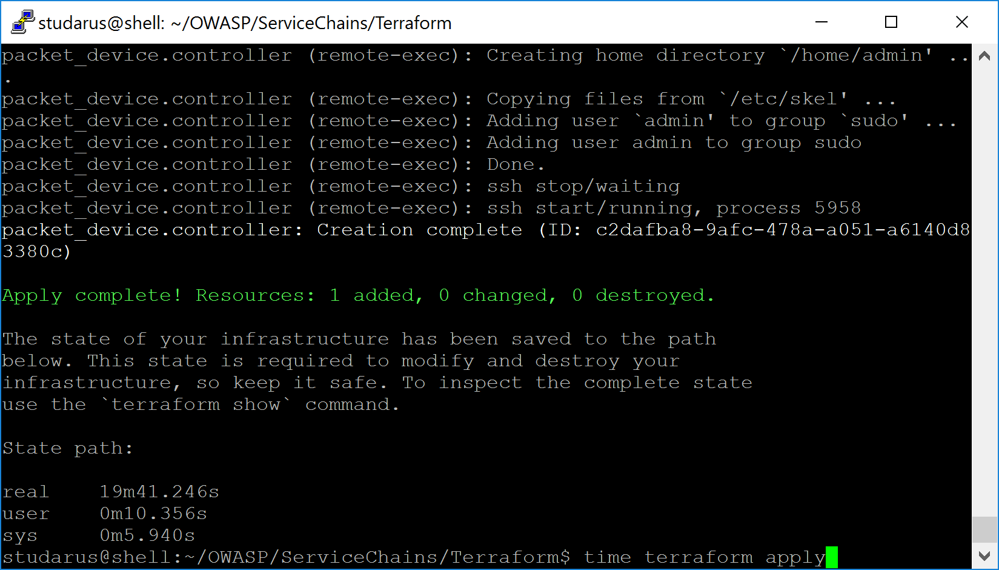 studarus@shell: ~/OWASP/ServiceChains/Terraform
packet_device.controller (remote-exec): Creating home directory `/home/admin' ..
.
packet_device.controller (remote-exec): Copying files from `/etc/skel' ...
packet_device.controller (remote-exec): Adding user `admin' to group `sudo' ...
packet_device.controller (remote-exec): Adding user admin to group sudo
packet_device.controller (remote-exec): Done.
packet_device.controller (remote-exec): ssh stop/waiting
packet_device.controller (remote-exec): ssh start/running, process 5958
packet_device.controller: Creation complete (ID: c2dafba8-9afc-478a-a051-a6140d8
3380c)
Apply complete! Resources: 1 added, 0 changed, 0 destroyed.
The state of your infrastructure has been saved to the path
below. This state is required to modify and destroy your
infrastructure, so keep it safe. To inspect the complete state
use the `terraform show` command.
State path:
real    19m41.246s
user    0m10.356s
sys     0m5.940s
studarus@shell:~/OWASP/ServiceChains/Terraform$ time terraform apply